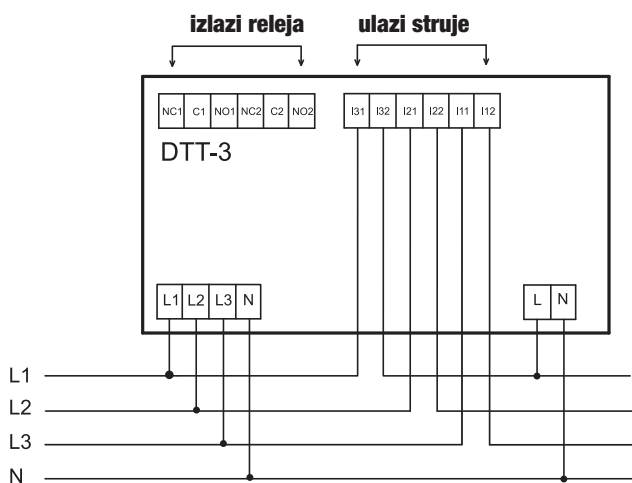 izlazi releja ulazi struje
NC1 C1 NO1 NC2 C2 NO2 I31 I32 I21 I22 I11 I12
DTT-3
L1 L2 L3 N L N
L1
L2
L3
N